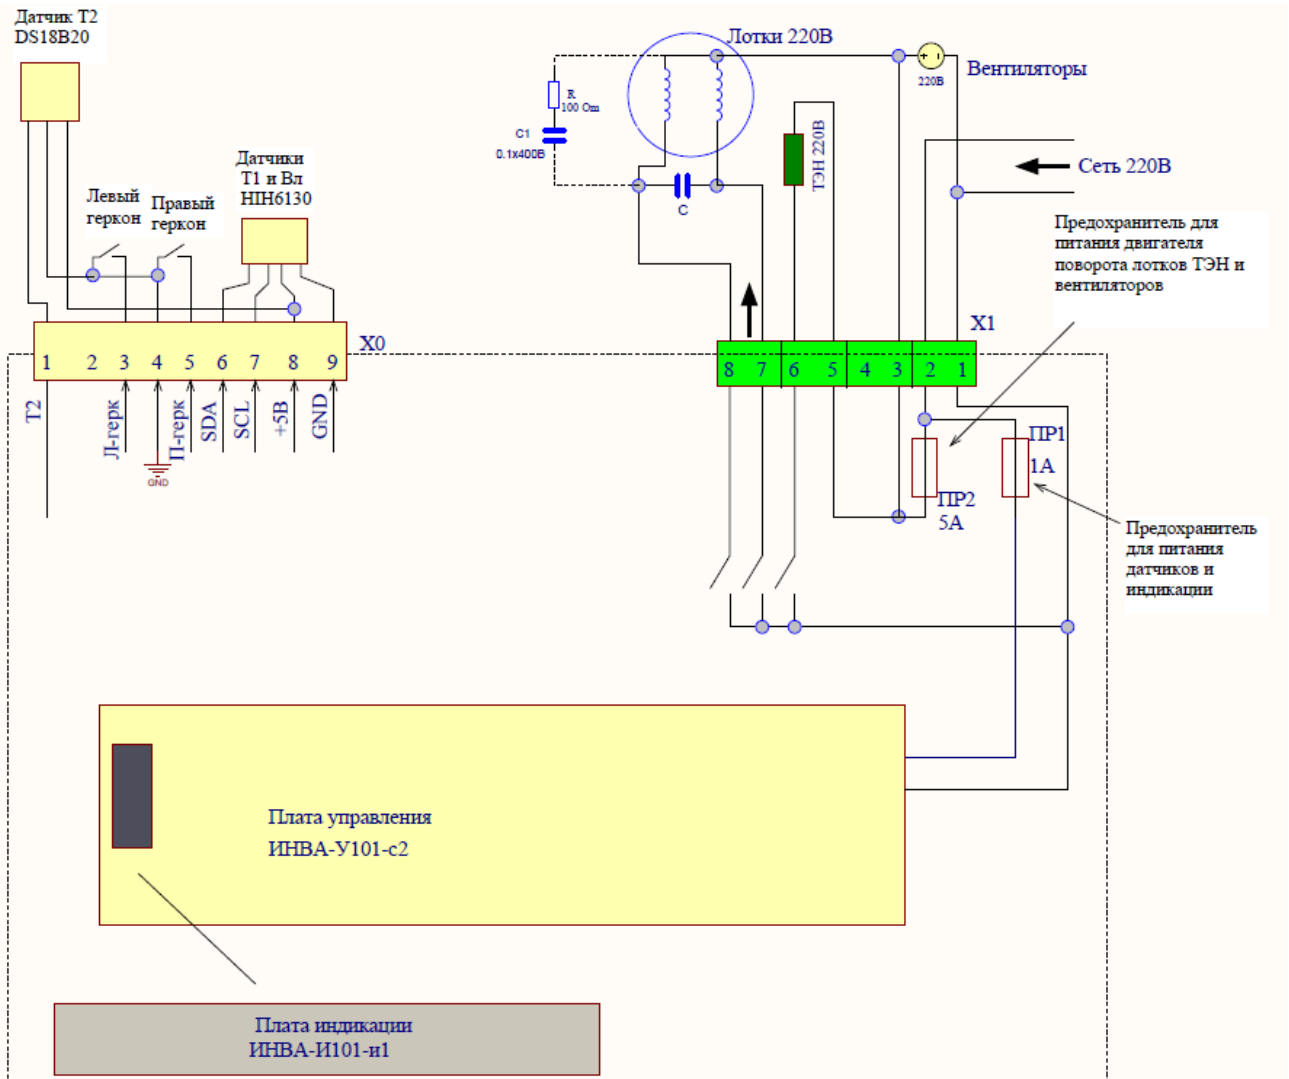 Датчик Т2
DS18B20
Лотки 220В
Вентиляторы
220В
R
100 Om
C1
0.1x400В
C
ТЭН 220В
Сеть 220В
Датчики
Т1 и Вл
HIH6130
Левый
геркон
Правый
геркон
Предохранитель для
питания двигателя
поворота лотков ТЭН и
вентиляторов
X0
X1
1 2 3 4 5 6 7 8 9
8 7 6 5 4 3 2 1
T2
Л-герк
GND
П-герк
SDA
SCL
+5В
GND
ПР1
1А
ПР2
5А
Предохранитель
для питания
датчиков и
индикации
Плата управления
ИНВА-У101-с2
Плата индикации
ИНВА-И101-и1